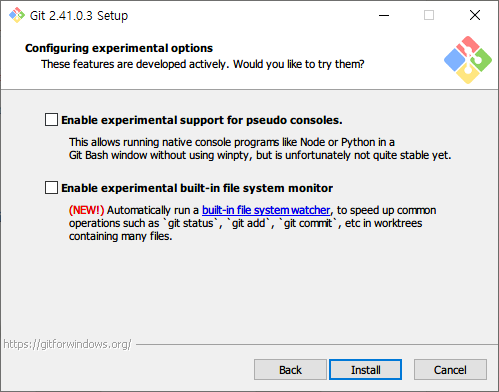 Git 2.41.0.3 Setup
Configuring experimental options
These features are developed actively. Would you like to try them?
Enable experimental support for pseudo consoles.
This allows running native console programs like Node or Python in a
Git Bash window without using winpty, but is unfortunately not quite stable yet.
Enable experimental built-in file system monitor
(NEW!) Automatically run a built-in file system watcher, to speed up common
operations such as `git status`, `git add`, `git commit`, etc in worktrees
containing many files.
https://gitforwindows.org/
Back
Install
Cancel